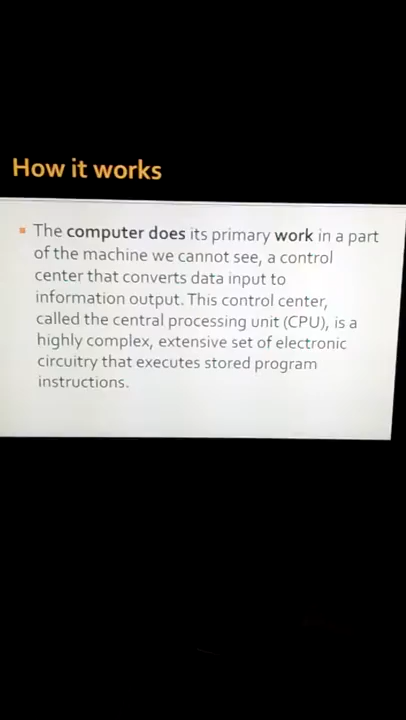 How it works
The computer does its primary work in a part
of the machine we cannot see, a control
center that converts data input to
information output. This control center,
called the central processing unit (CPU), is a
highly complex, extensive set of electronic
circuitry that executes stored program
instructions.